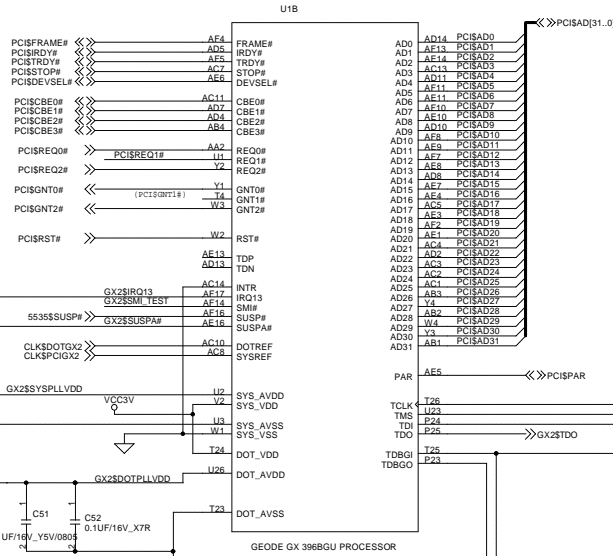 U1B
PCI$FRAME# AF4 FRAME#
PCI$IRDY# AD5 IRDY#
PCI$TRDY# AF5 TRDY#
PCI$STOP# AC7 STOP#
PCI$DEVSEL# AE6 DEVSEL#
PCI$CBE0# AC11 CBE0#
PCI$CBE1# AD7 CBE1#
PCI$CBE2# AD4 CBE2#
PCI$CBE3# AB4 CBE3#
PCI$REQ0# AA2 REQ0#
PCI$REQ1# U1 REQ1#
PCI$REQ2# Y2 REQ2#
PCI$GNT0# Y1 GNT0#
(PCI$GNT1#) T4 GNT1#
PCI$GNT2# W3 GNT2#
PCI$RST# W2 RST#
AE13 TDP
AD13 TDN
AC14 INTR
GX2$IRQ13 AF17 IRQ13
GX2$SMI_TEST AF14 SMI#
5535$SUSP# AF16 SUSP#
GX2$SUSPA# AE16 SUSPA#
CLK$DOTGX2 AC10 DOTREF
CLK$PCIGX2 AC8 SYSREF
GX2$SYSPLLVDD U2 SYS_AVDD
VCC3V V2 SYS_VDD
U3 SYS_AVSS
W1 SYS_VSS
T24 DOT_VDD
GX2$DOTPLLVDD U26 DOT_AVDD
T23 DOT_AVSS
1 C51 2
UF/16V_Y5V/0805
1 C52 2
0.1UF/16V_X7R
PCI$AD[31..0]
AD0 AD14 PCI$AD0
AD1 AF13 PCI$AD1
AD2 AE14 PCI$AD2
AD3 AC13 PCI$AD3
AD4 AD11 PCI$AD4
AD5 AF11 PCI$AD5
AD6 AE11 PCI$AD6
AD7 AF10 PCI$AD7
AD8 AE10 PCI$AD8
AD9 AD10 PCI$AD9
AD10 AF8 PCI$AD10
AD11 AE9 PCI$AD11
AD12 AF7 PCI$AD12
AD13 AE8 PCI$AD13
AD14 AD8 PCI$AD14
AD15 AE7 PCI$AD15
AD16 AE4 PCI$AD16
AD17 AC5 PCI$AD17
AD18 AE3 PCI$AD18
AD19 AF2 PCI$AD19
AD20 AE1 PCI$AD20
AD21 AC4 PCI$AD21
AD22 AD2 PCI$AD22
AD23 AC3 PCI$AD23
AD24 AC2 PCI$AD24
AD25 AC1 PCI$AD25
AD26 AB3 PCI$AD26
AD27 Y4 PCI$AD27
AD28 AB2 PCI$AD28
AD29 W4 PCI$AD29
AD30 Y3 PCI$AD30
AD31 AB1 PCI$AD31
PAR AE5 PCI$PAR
TCLK T26
TMS U23
TDI P24
TDO P25 GX2$TDO
TDBGI T25
TDBGO P23
GEODE GX 396BGU PROCESSOR